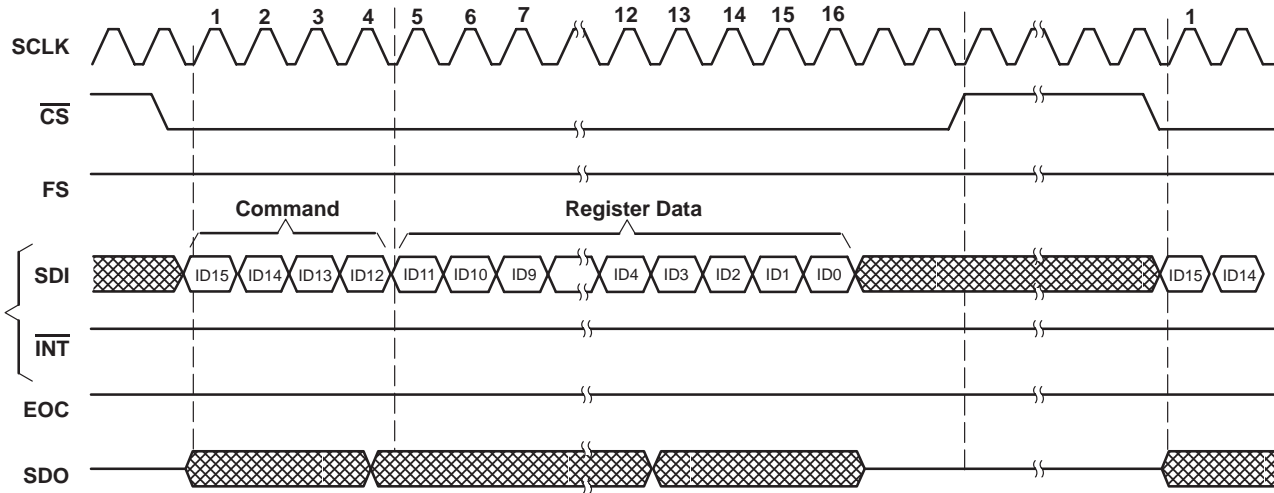 1 2 3 4 5 6 7 12 13 14 15 16 1
SCLK
CS
FS
Command Register Data
SDI ID15 ID14 ID13 ID12 ID11 ID10 ID9 ID4 ID3 ID2 ID1 ID0 ID15 ID14
INT
EOC
SDO